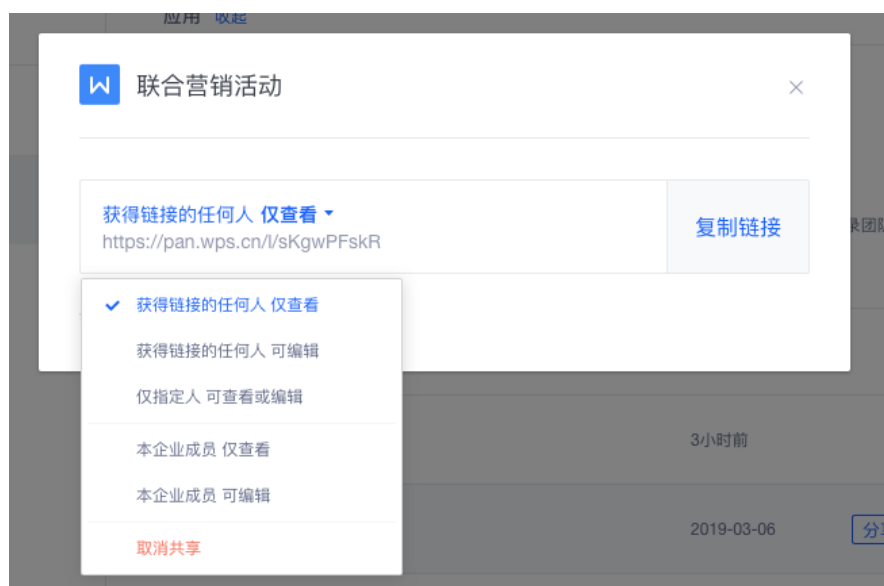 应用 收起
联合营销活动
获得链接的任何人 仅查看
https://pan.wps.cn/l/sKgwPFskR
复制链接
获得链接的任何人 仅查看
获得链接的任何人 可编辑
仅指定人 可查看或编辑
本企业成员 仅查看
3小时前
本企业成员 可编辑
2019-03-06
取消共享